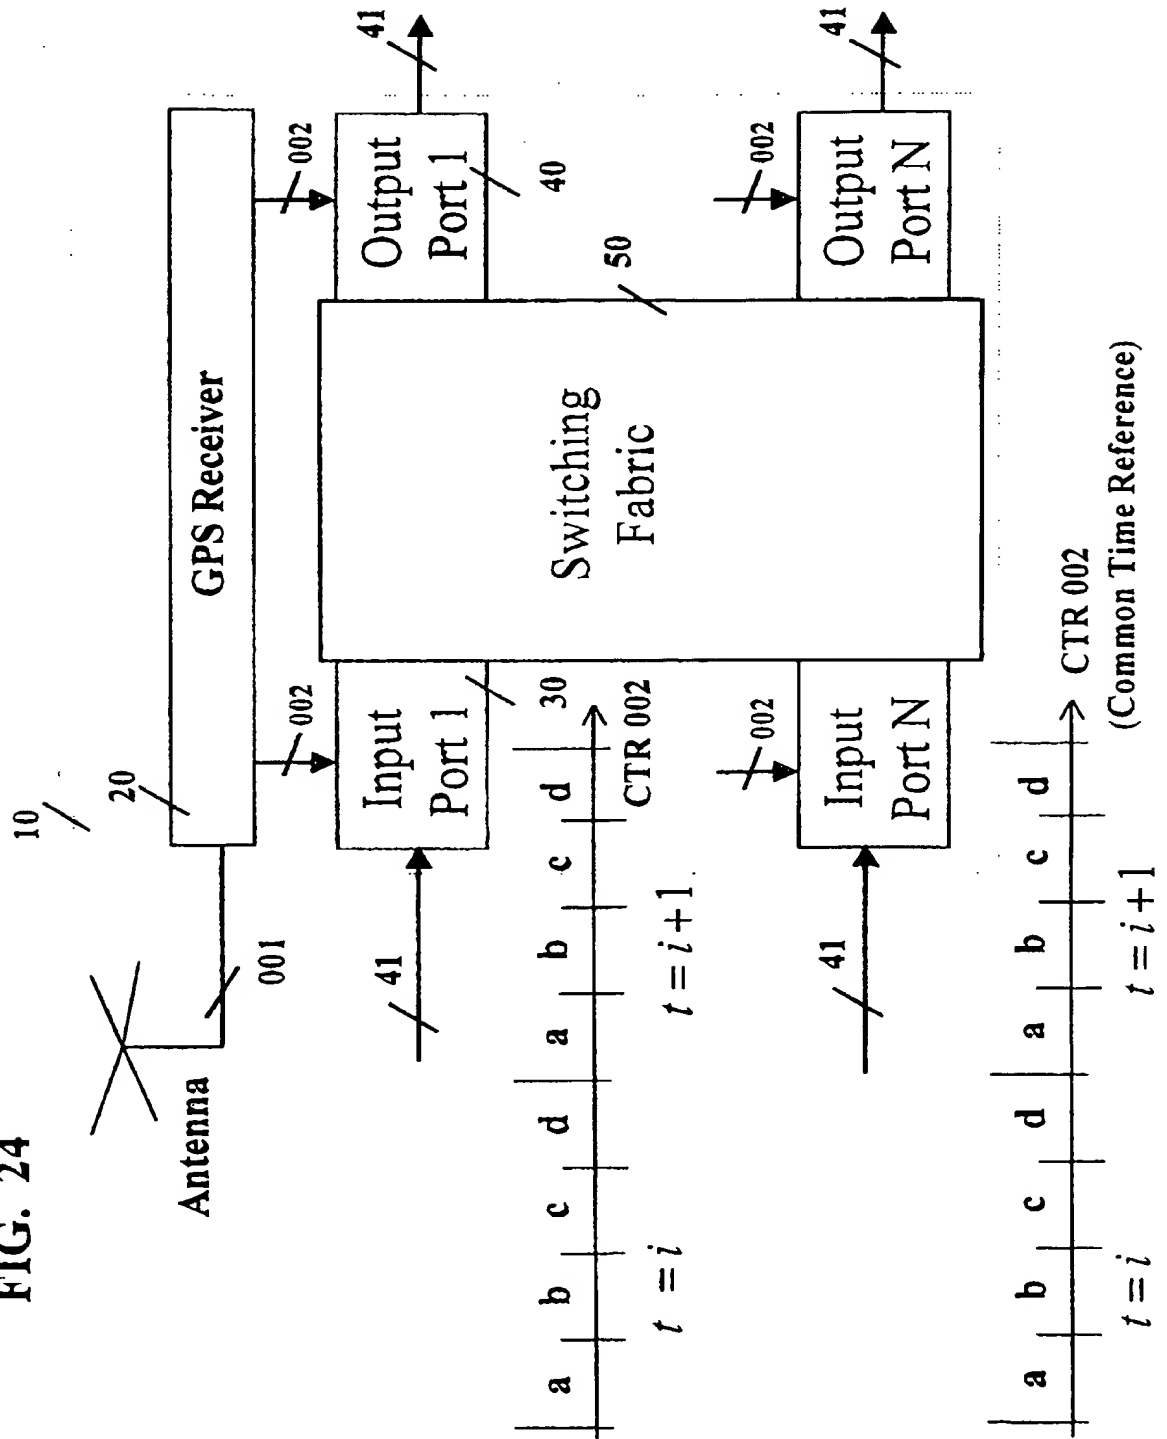 FIG. 24
10
20
Antenna
001
GPS Receiver
002
002
41
Input
Port 1
30
Output
Port 1
40
41
Switching
Fabric
50
a b c d a b c d
CTR 002
t = i
t = i+1
002
002
41
Input
Port N
Output
Port N
41
a b c d a b c d
CTR 002
(Common Time Reference)
t = i
t = i+1